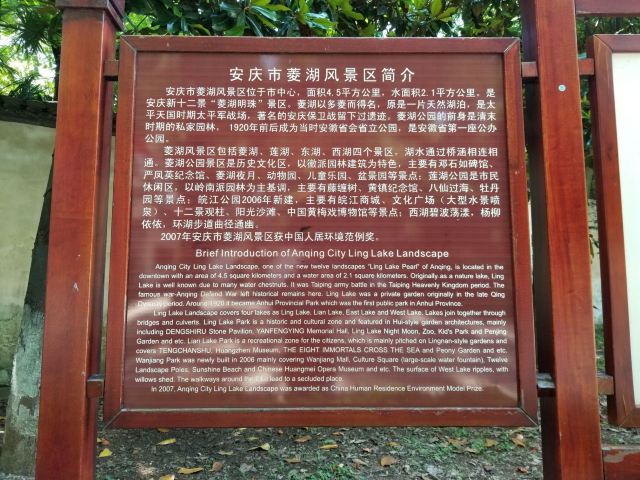 安庆市菱湖风景区简介
安庆市菱湖风景区位于市中心，面积4.5平方公里，水面积2.1平方公里，是
安庆新十二景“菱湖明珠”景区，菱湖以多菱而得名，原是一片天然湖泊，是太
平天国时期太平军战场，著名的安庆保卫战留下过遗迹。菱湖公园的前身是清末
时期的私家园林， 1920年前后成为当时安徽省会省立公园，是安徽省第一座公办
公园。
菱湖风景区包括菱湖、莲湖、东湖、西湖四个景区，湖水通过桥涵相连相
通。菱湖公园景区是历史文化区，以徽派园林建筑为特色，主要有邓石如碑馆、
严凤英纪念馆、菱湖夜月、动物园、儿童乐园、盆景园等景点；莲湖公园是市民
休闲区，以岭南派园林为主基调，主要有藤缠树、黄镇纪念馆、八仙过海、牡丹
园等景点；皖江公园2006年新建，主要有皖江商城、文化广场（大型水景喷
泉）、十二景观柱、阳光沙滩、中国黄梅戏博物馆等景点；西湖碧波荡漾，杨柳
依依，环湖步道曲径通幽。
2007年安庆市菱湖风景区获中国人居环境范例奖。
Brief Introduction of Anqing City Ling Lake Landscape
Anqing City Ling Lake Landscape, one of the new twelve landscapes "Ling Lake Pearl" of Anqing, is located in the
downtown with an area of 4.5 square kilometers and a water area of 2.1 square kilometers. Originally as a nature lake, Ling
Lake is well known due to many water chestnuts. It was Taiping army battle in the Taiping Heavenly Kingdom period. The
famous war-Anqing Defend War left historical remains here. Ling Lake was a private garden originally in the late Qing
Dynasty period. Around 1920 it became Anhui Provincial Park which was the first public park in Anhui Province.
Ling Lake Landscape covers four lakes as Ling Lake, Lian Lake, East Lake and West Lake. Lakes join together through
bridges and culverts. Ling Lake Park is a historic and cultural zone and featured in Hui-style garden architectures, mainly
including DENGSHIRU Stone Pavilion, YANFENGYING Memorial Hall, Ling Lake Night Moon, Zoo, Kid's Park and Penjing
Garden and etc. Lian Lake Park is a recreational zone for the citizens, which is mainly pitched on Lingnan-style gardens and
covers TENGCHANSHU, Huangzhen Museum, THE EIGHT IMMORTALS CROSS THE SEA and Peony Garden and etc.
Wanjiang Park was newly built in 2006 mainly covering Wanjiang Mall, Culture Square (large-scale water fountain), Twelve
Landscape Poles, Sunshine Beach and Chinese Huangmei Opera Museum and etc. The surface of West Lake ripples, with
willows shed. The walkways around the lake lead to a secluded place.
In 2007, Anqing City Ling Lake Landscape was awarded as China Human Residence Environment Model Prize.